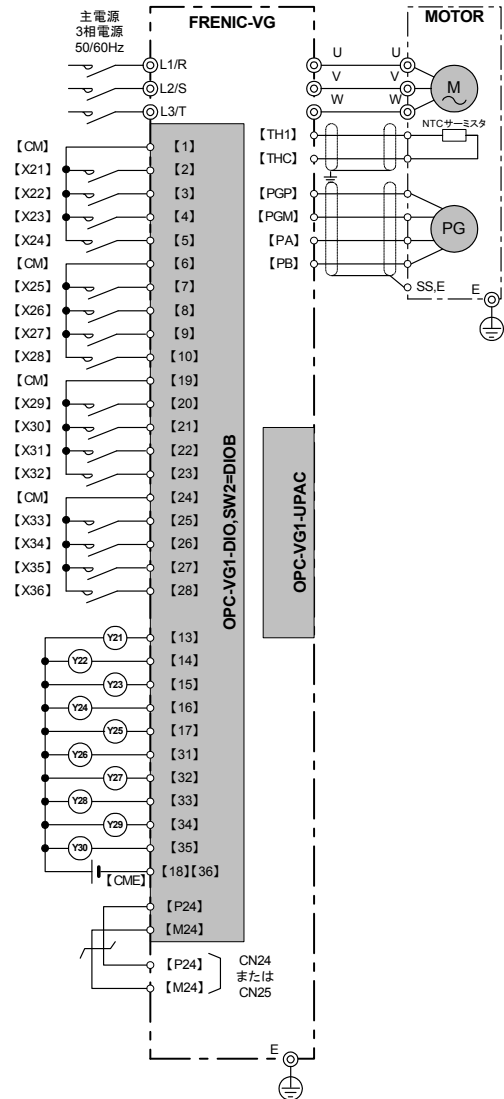 主電源
3相電源
50/60Hz
FRENIC-VG
MOTOR
L1/R
U
U
L2/S
V
V
M
L3/T
W
W
【TH1】
NTCサーミスタ
【THC】
【PGP】
【PGM】
【PA】
【PB】
PG
SS,E
E
【CM】
【1】
【X21】
【2】
【X22】
【3】
【X23】
【4】
【X24】
【5】
【CM】
【6】
【X25】
【7】
【X26】
【8】
【X27】
【9】
【X28】
【10】
【CM】
【19】
【X29】
【20】
【X30】
【21】
【X31】
【22】
【X32】
【23】
【CM】
【24】
【X33】
【25】
【X34】
【26】
【X35】
【27】
【X36】
【28】
OPC-VG1-DIO,SW2=DIOB
OPC-VG1-UPAC
Y21
【13】
Y22
【14】
Y23
【15】
Y24
【16】
Y25
【17】
Y26
【31】
Y27
【32】
Y28
【33】
Y29
【34】
Y30
【35】
【CME】
【18】【36】
【P24】
【M24】
【P24】
【M24】
CN24
または
CN25
E